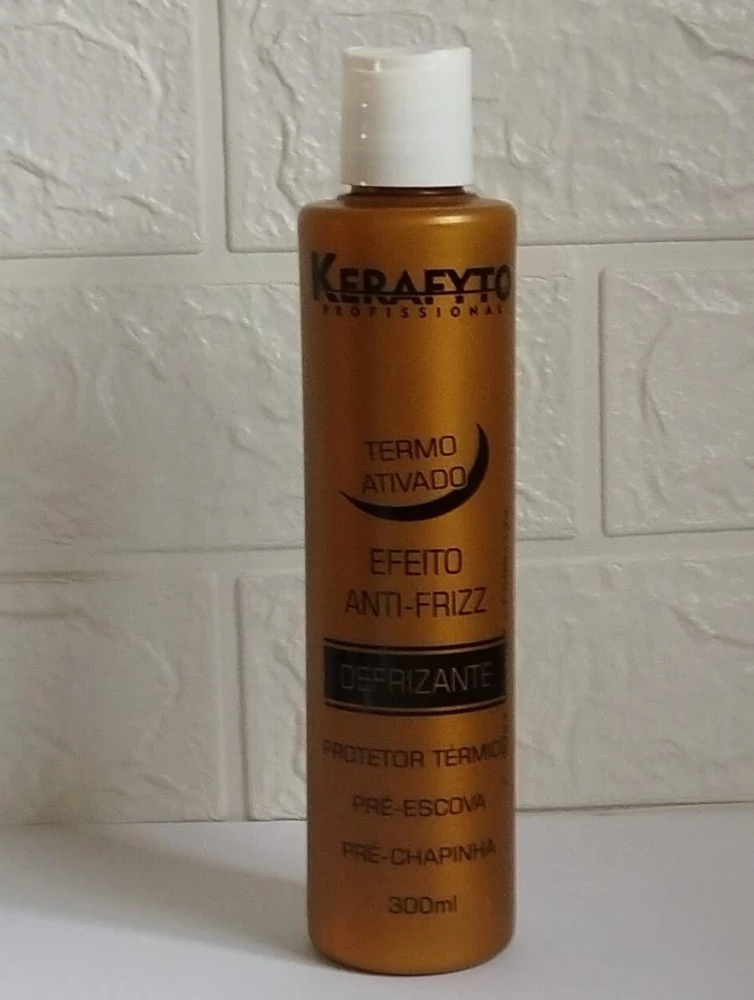 KERAFYTO
PROFISSIONAL
TERMO
ATIVADO
EFEITO
ANTI-FRIZZ
DEFRIZANTE
PROTETOR TÉRMICO
PRÉ-ESCOVA
PRÉ-CHAPINHA
300ml